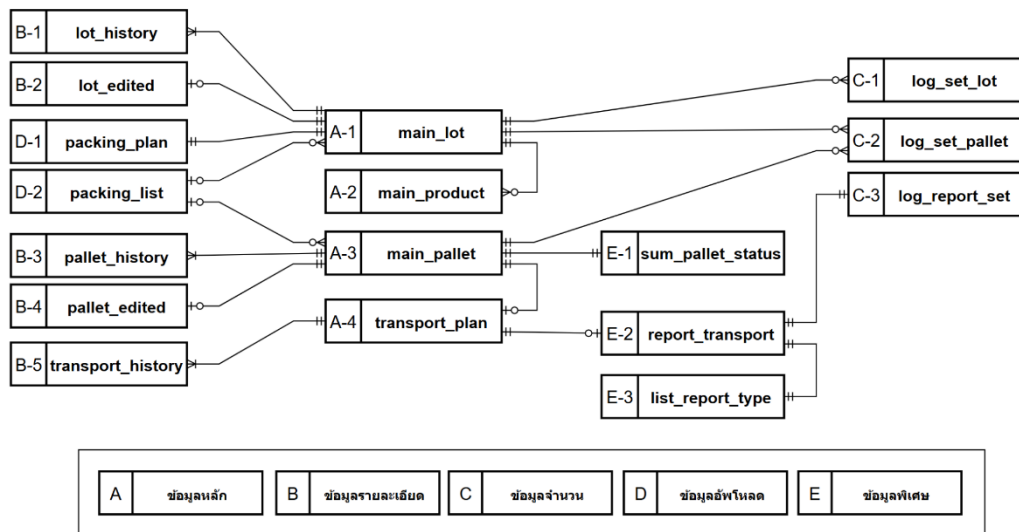 B-1 lot_history
B-2 lot_edited
D-1 packing_plan
D-2 packing_list
B-3 pallet_history
B-4 pallet_edited
B-5 transport_history
A-1 main_lot
A-2 main_product
A-3 main_pallet
A-4 transport_plan
E-1 sum_pallet_status
E-2 report_transport
E-3 list_report_type
C-1 log_set_lot
C-2 log_set_pallet
C-3 log_report_set
A ข้อมูลหลัก
B ข้อมูลรายละเอียด
C ข้อมูลจำนวน
D ข้อมูลอัพโหลด
E ข้อมูลพิเศษ